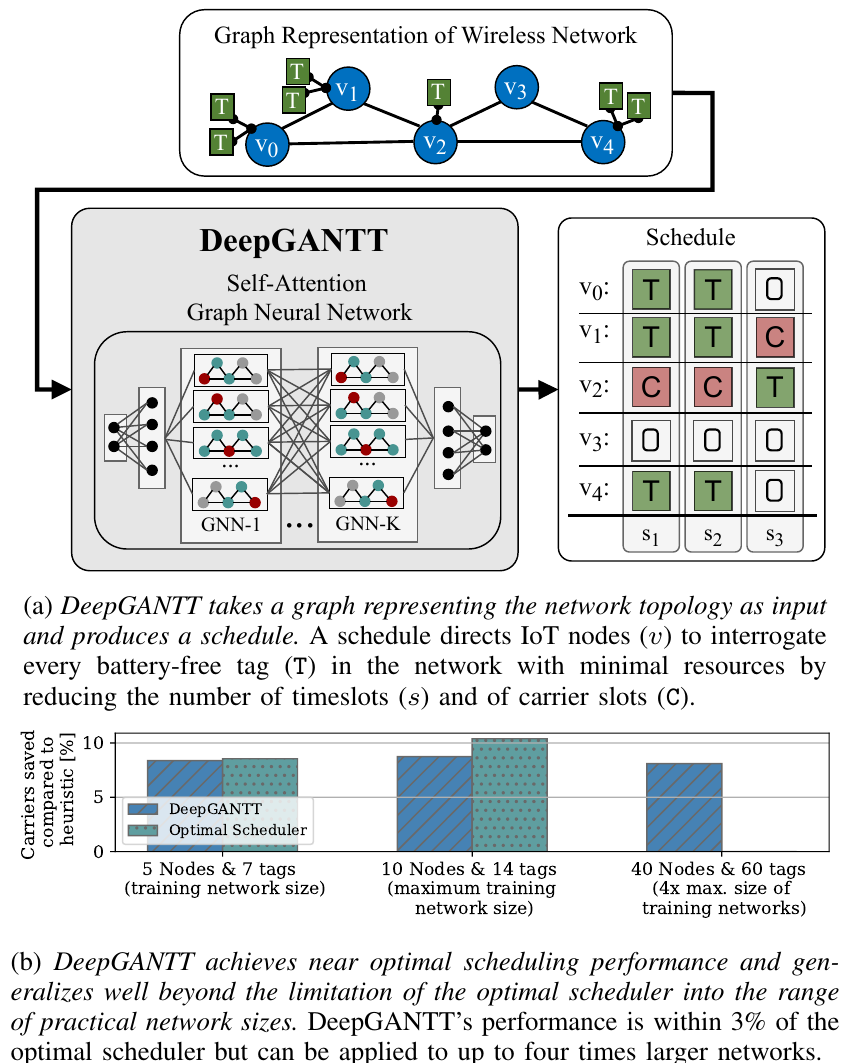 Graph Representation of Wireless Network
T
T
T
T
T
T
T
v0
v1
v2
v3
v4
DeepGANTT
Self-Attention
Graph Neural Network
...
...
GNN-1
...
GNN-K
Schedule
v0: T T O
v1: T T C
v2: C C T
v3: O O O
v4: T T O
s1 s2 s3
(a) DeepGANTT takes a graph representing the network topology as input
and produces a schedule. A schedule directs IoT nodes (v) to interrogate
every battery-free tag (T) in the network with minimal resources by
reducing the number of timeslots (s) and of carrier slots (C).
Carriers saved
compared to
heuristic [%]
10
5
0
DeepGANTT
Optimal Scheduler
5 Nodes & 7 tags
(training network size)
10 Nodes & 14 tags
(maximum training
network size)
40 Nodes & 60 tags
(4x max. size of
training networks)
(b) DeepGANTT achieves near optimal scheduling performance and gen-
eralizes well beyond the limitation of the optimal scheduler into the range
of practical network sizes. DeepGANTT's performance is within 3% of the
optimal scheduler but can be applied to up to four times larger networks.